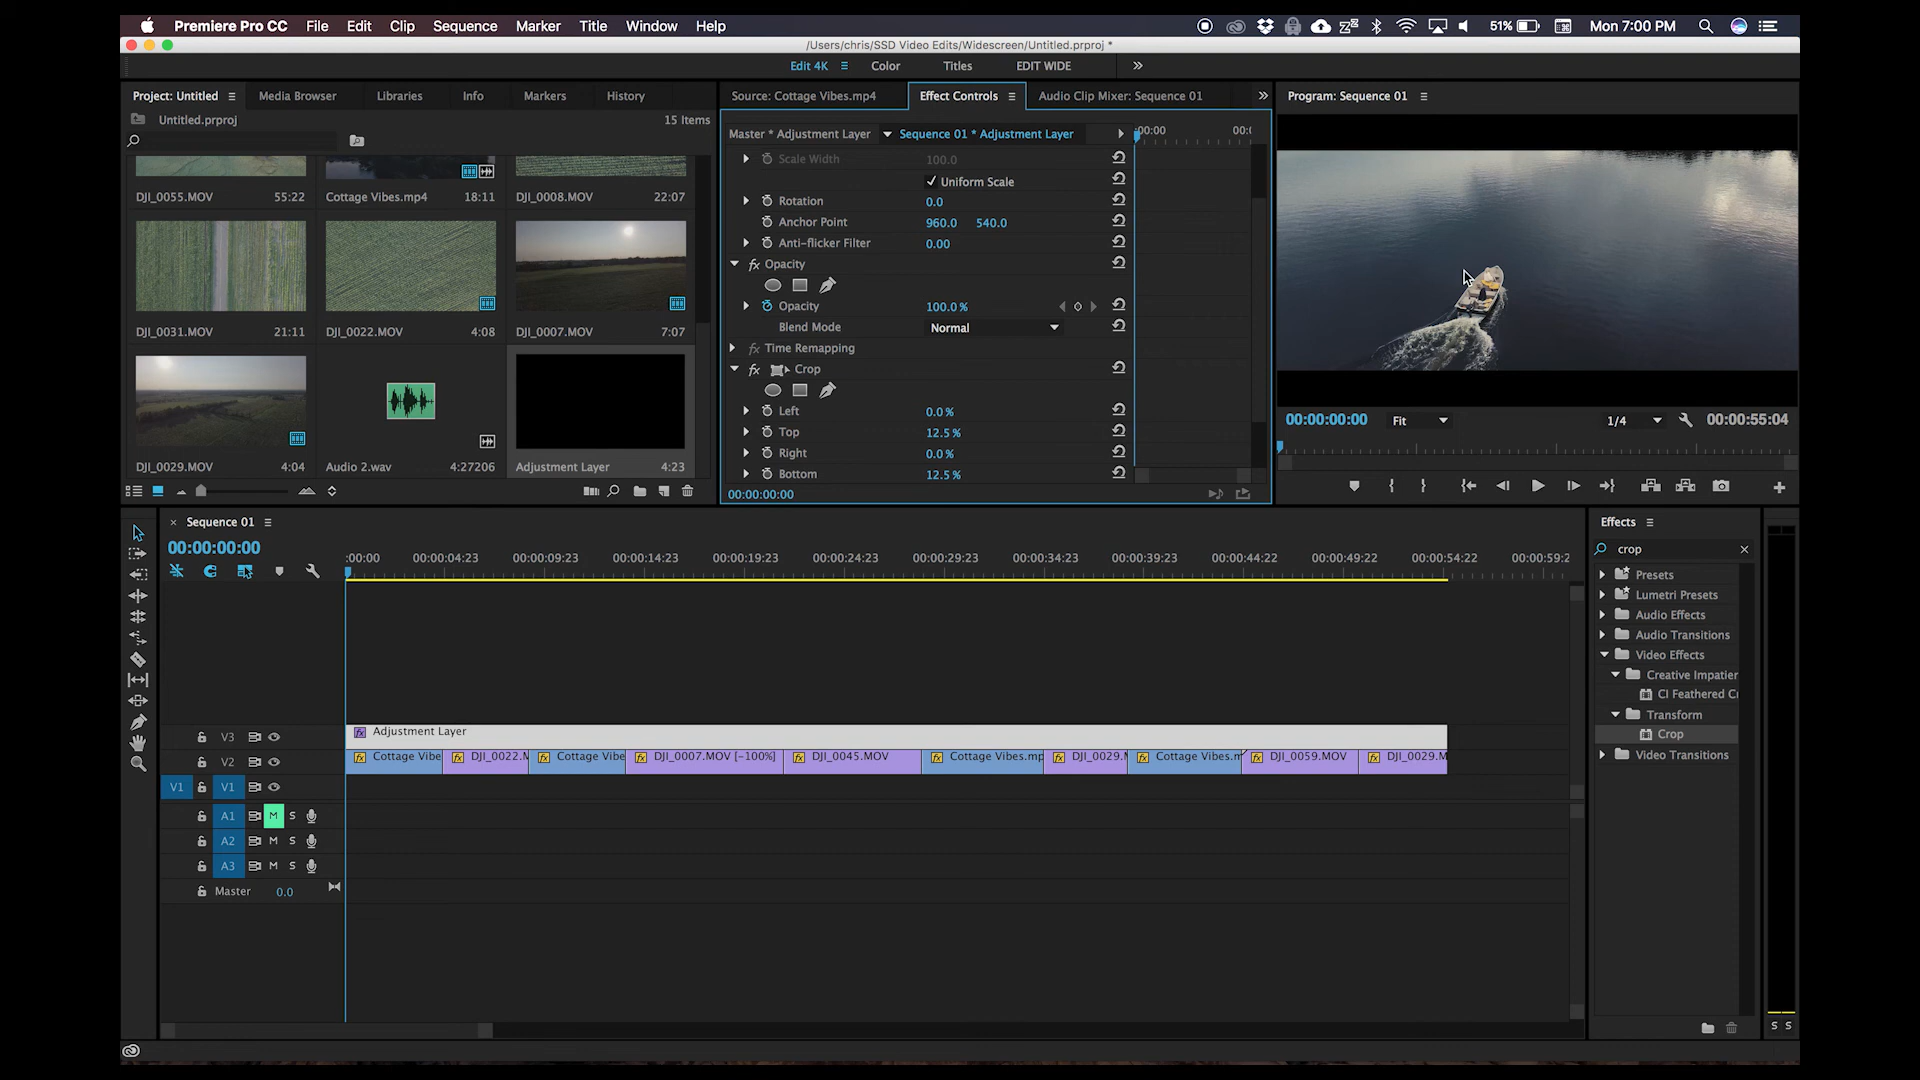 Premiere Pro CC File Edit Clip Sequence Marker Title Window Help 51% Mon 7:00 PM
/Users/chris/SSD Video Edits/Widescreen/Untitled.prproj *
Edit 4K Color Titles EDIT WIDE
Project: Untitled Media Browser Libraries Info Markers History
Untitled.prproj 15 Items
DJI_0055.MOV 55:22
Cottage Vibes.mp4 18:11
DJI_0008.MOV 22:07
DJI_0031.MOV 21:11
DJI_0022.MOV 4:08
DJI_0007.MOV 7:07
DJI_0029.MOV 4:04
Audio 2.wav 4:27206
Adjustment Layer 4:23
Source: Cottage Vibes.mp4 Effect Controls Audio Clip Mixer: Sequence 01
Master * Adjustment Layer Sequence 01 * Adjustment Layer :00:00 00:(
Scale Width 100.0
Uniform Scale
Rotation 0.0
Anchor Point 960.0 540.0
Anti-flicker Filter 0.00
fx Opacity
Opacity 100.0 %
Blend Mode Normal
fx Time Remapping
fx Crop
Left 0.0 %
Top 12.5 %
Right 0.0 %
Bottom 12.5 %
00:00:00:00
Program: Sequence 01
00:00:00:00 Fit 1/4 00:00:55:04
Sequence 01
00:00:00:00
:00:00 00:00:04:23 00:00:09:23 00:00:14:23 00:00:19:23 00:00:24:23 00:00:29:23 00:00:34:23 00:00:39:23 00:00:44:22 00:00:49:22 00:00:54:22 00:00:59:2
V3 fx Adjustment Layer
V2 fx Cottage Vibe fx DJI_0022.M fx Cottage Vibe fx DJI_0007.MOV [-100%] fx DJI_0045.MOV fx Cottage Vibes.mp fx DJI_0029.M fx Cottage Vibes.m fx DJI_0059.MOV fx DJI_0029.M
V1 V1
A1 M S
A2 M S
A3 M S
Master 0.0
Effects
crop
Presets
Lumetri Presets
Audio Effects
Audio Transitions
Video Effects
Creative Impatien
CI Feathered C
Transform
Crop
Video Transitions
S S